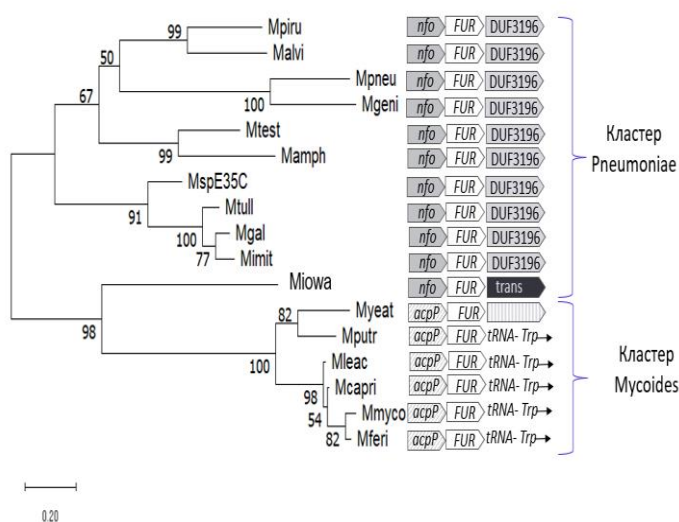 99 Mpiru nfo FUR DUF3196
50 Malvi nfo FUR DUF3196
Mpneu nfo FUR DUF3196
67 100 Mgeni nfo FUR DUF3196
Mtest nfo FUR DUF3196
99 Mamph nfo FUR DUF3196
Кластер
Pneumoniae
MspE35C nfo FUR DUF3196
91 Mtull nfo FUR DUF3196
100 Mgal nfo FUR DUF3196
77 Mimit nfo FUR DUF3196
Miowa nfo FUR trans
98 82 Myeat acpP FUR
Mputr acpP FUR tRNA- Trp
100 Mleac acpP FUR tRNA- Trp
98 Mcapri acpP FUR tRNA- Trp
54 Mmyco acpP FUR tRNA- Trp
82 Mferi acpP FUR tRNA- Trp
Кластер
Mycoides
0.20